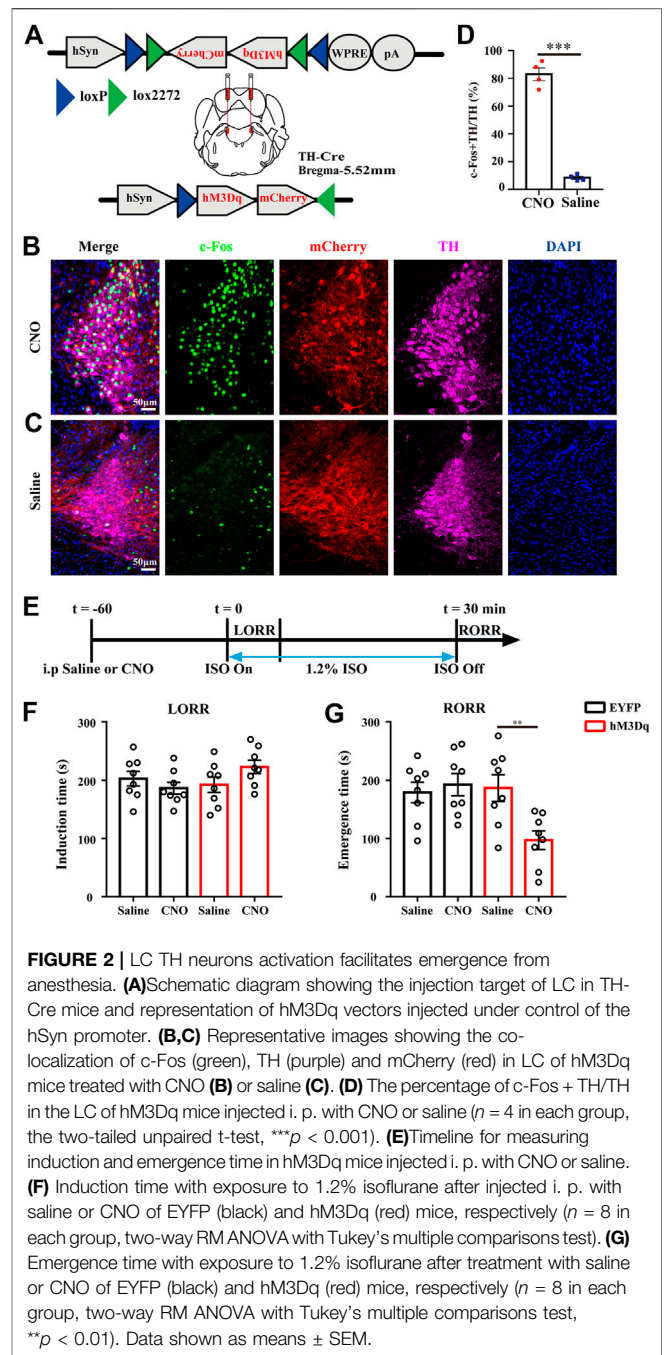 A
hSyn
mCherry
hM3Dq
WPRE
pA
loxP
lox2272
TH-Cre
Bregma-5.52mm
hSyn
hM3Dq
mCherry
D
***
c-Fos+TH/TH (%)
100
80
60
40
20
0
CNO
Saline
B
Merge
c-Fos
mCherry
TH
DAPI
CNO
50μm
C
Saline
50μm
E
t = -60
t = 0
t = 30 min
LORR
RORR
i.p Saline or CNO
ISO On
1.2% ISO
ISO Off
F
LORR
Induction time (s)
300
200
100
0
Saline
CNO
Saline
CNO
G
RORR
**
EYFP
hM3Dq
Emergence time (s)
300
200
100
0
Saline
CNO
Saline
CNO
FIGURE 2 | LC TH neurons activation facilitates emergence from
anesthesia. (A)Schematic diagram showing the injection target of LC in TH-
Cre mice and representation of hM3Dq vectors injected under control of the
hSyn promoter. (B,C) Representative images showing the co-
localization of c-Fos (green), TH (purple) and mCherry (red) in LC of hM3Dq
mice treated with CNO (B) or saline (C). (D) The percentage of c-Fos + TH/TH
in the LC of hM3Dq mice injected i. p. with CNO or saline (n = 4 in each group,
the two-tailed unpaired t-test, ***p < 0.001). (E)Timeline for measuring
induction and emergence time in hM3Dq mice injected i. p. with CNO or saline.
(F) Induction time with exposure to 1.2% isoflurane after injected i. p. with
saline or CNO of EYFP (black) and hM3Dq (red) mice, respectively (n = 8 in
each group, two-way RM ANOVA with Tukey's multiple comparisons test). (G)
Emergence time with exposure to 1.2% isoflurane after treatment with saline
or CNO of EYFP (black) and hM3Dq (red) mice, respectively (n = 8 in each
group, two-way RM ANOVA with Tukey's multiple comparisons test,
**p < 0.01). Data shown as means ± SEM.